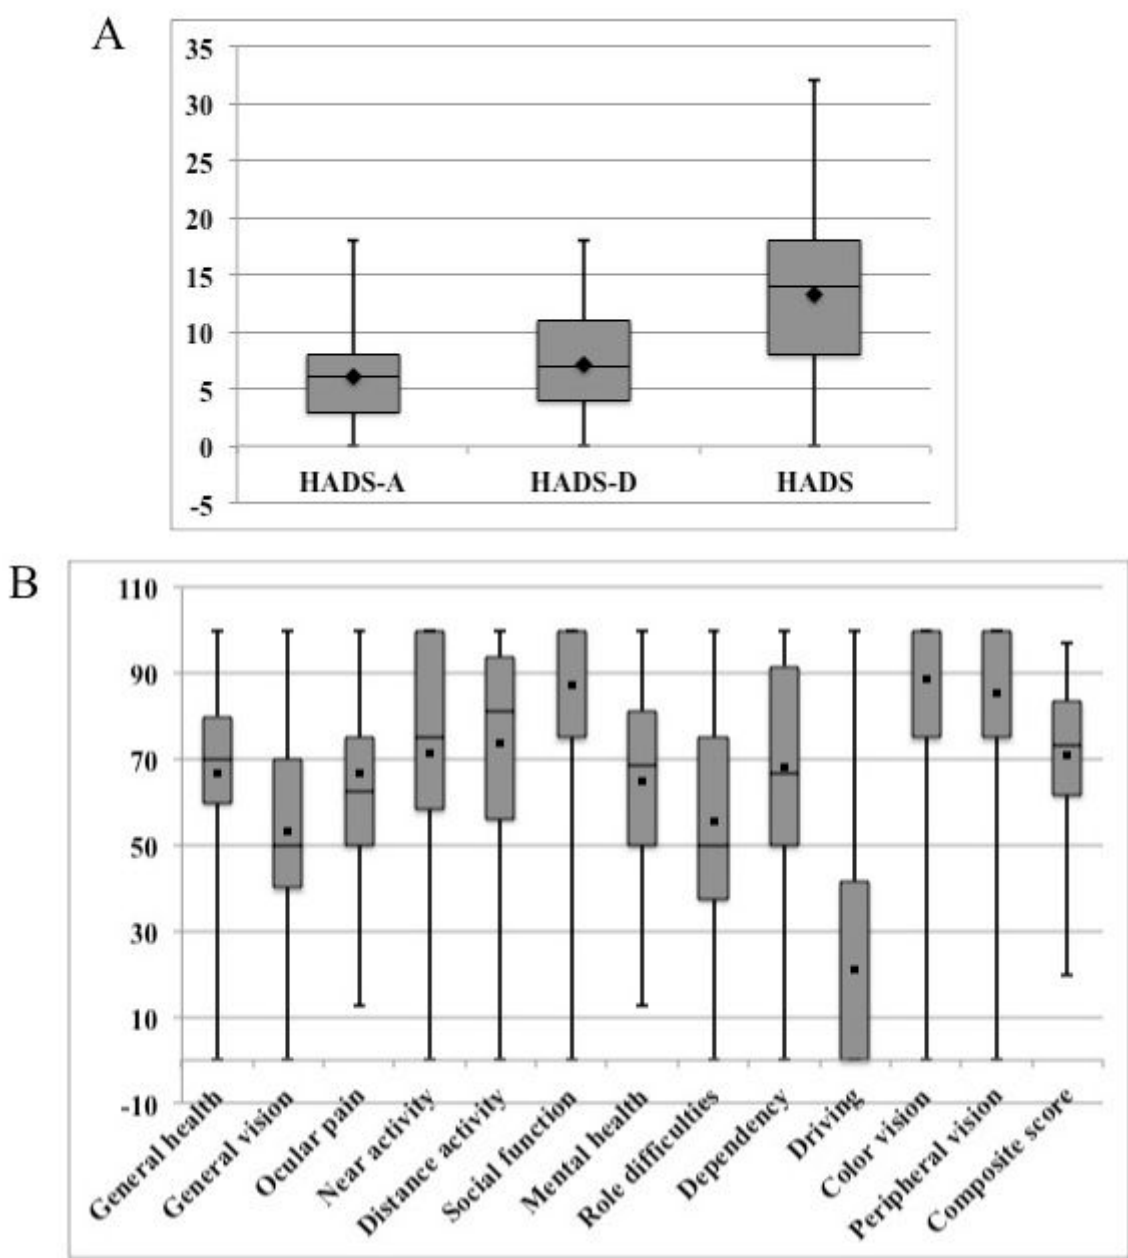 A
35
30
25
20
15
10
5
0
-5
HADS-A HADS-D HADS
B
110
90
70
50
30
10
-10
General health
General vision
Ocular pain
Near activity
Distance activity
Social function
Mental health
Role difficulties
Dependency
Driving
Color vision
Peripheral vision
Composite score